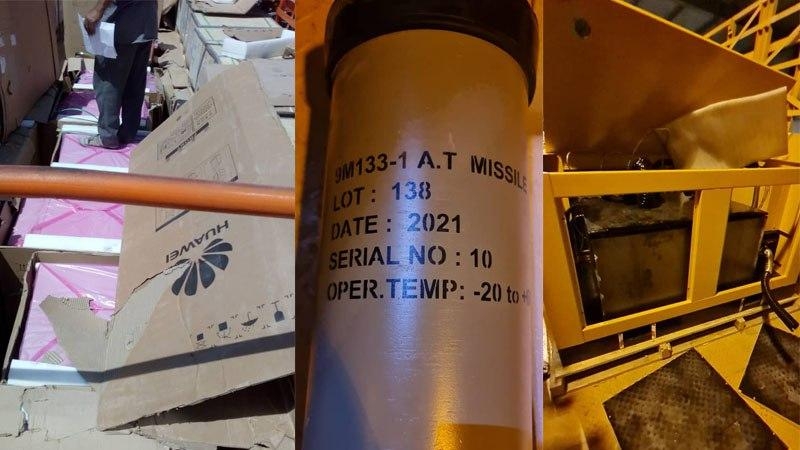 HUAWEI
9M133-1 A.T MISSILE
LOT : 138
DATE : 2021
SERIAL NO : 10
OPER.TEMP: -20 to